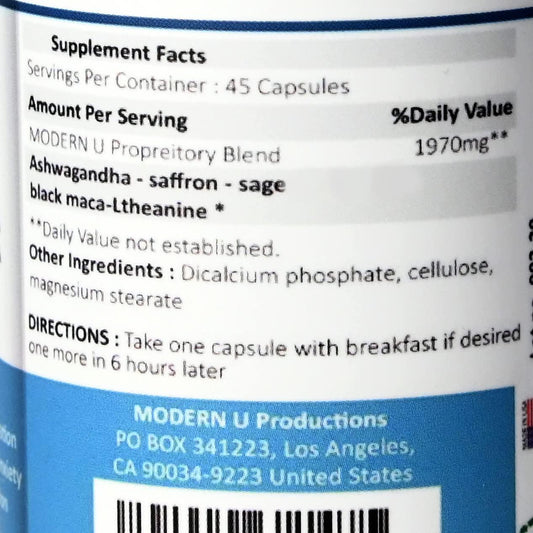 Supplement Facts
Servings Per Container : 45 Capsules
Amount Per Serving %Daily Value
MODERN U Propreitory Blend 1970mg**
Ashwagandha - saffron - sage
black maca-Ltheanine *
**Daily Value not established.
Other Ingredients : Dicalcium phosphate, cellulose,
magnesium stearate
DIRECTIONS : Take one capsule with breakfast if desired
one more in 6 hours later
MODERN U Productions
PO BOX 341223, Los Angeles,
CA 90034-9223 United States
MADE IN USA